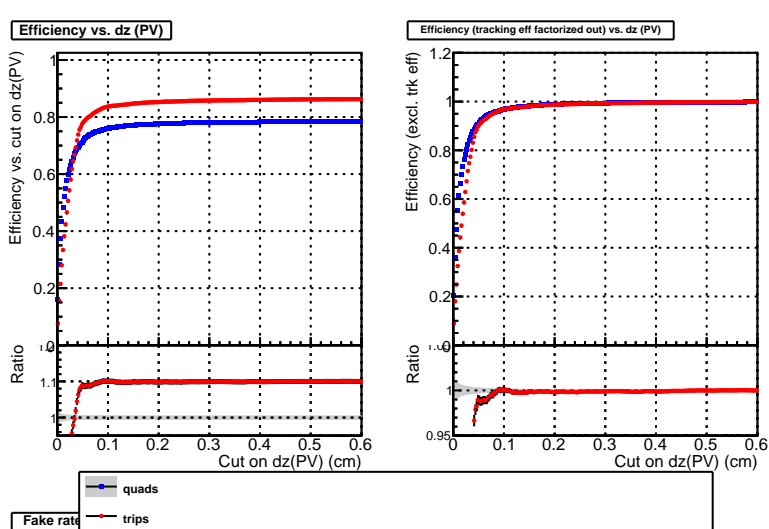 Efficiency vs. dz (PV)
Efficiency vs. cut on dz(PV)
1
0.8
0.6
0.4
0.2
0
Ratio
1.1
1
0 0.1 0.2 0.3 0.4 0.5 0.6
Cut on dz(PV) (cm)
Efficiency (tracking eff factorized out) vs. dz (PV)
Efficiency (excl. trk eff)
1.2
1
0.8
0.6
0.4
0.2
0
Ratio
1
0.95
0 0.1 0.2 0.3 0.4 0.5 0.6
Cut on dz(PV) (cm)
quads
trips
Fake rate